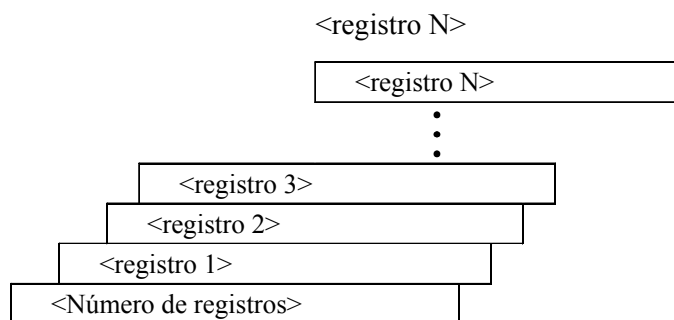 <registro N>
<registro N>
<registro 3>
<registro 2>
<registro 1>
<Número de registros>